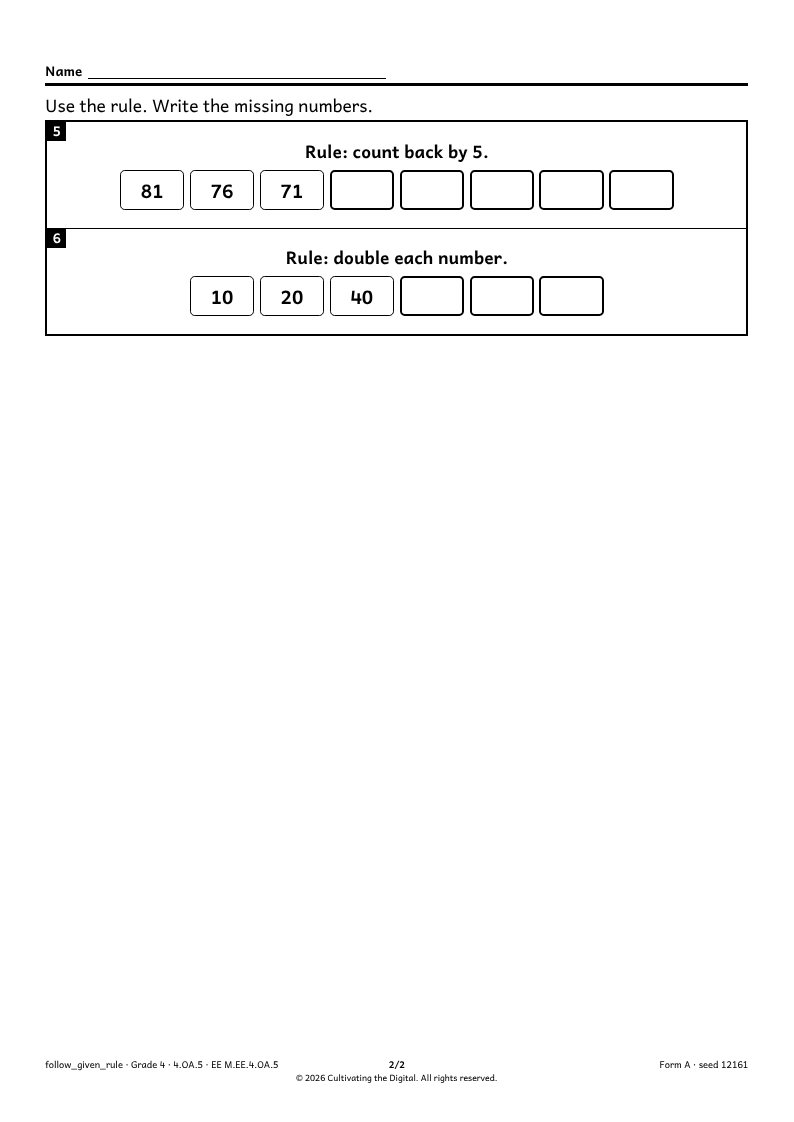 Name
Use the rule. Write the missing numbers.
5
Rule: count back by 5.
81 76 71
6
Rule: double each number.
10 20 40
follow_given_rule · Grade 4 · 4.OA.5 · EE M.EE.4.OA.5 2/2 Form A · seed 12161
© 2026 Cultivating the Digital. All rights reserved.